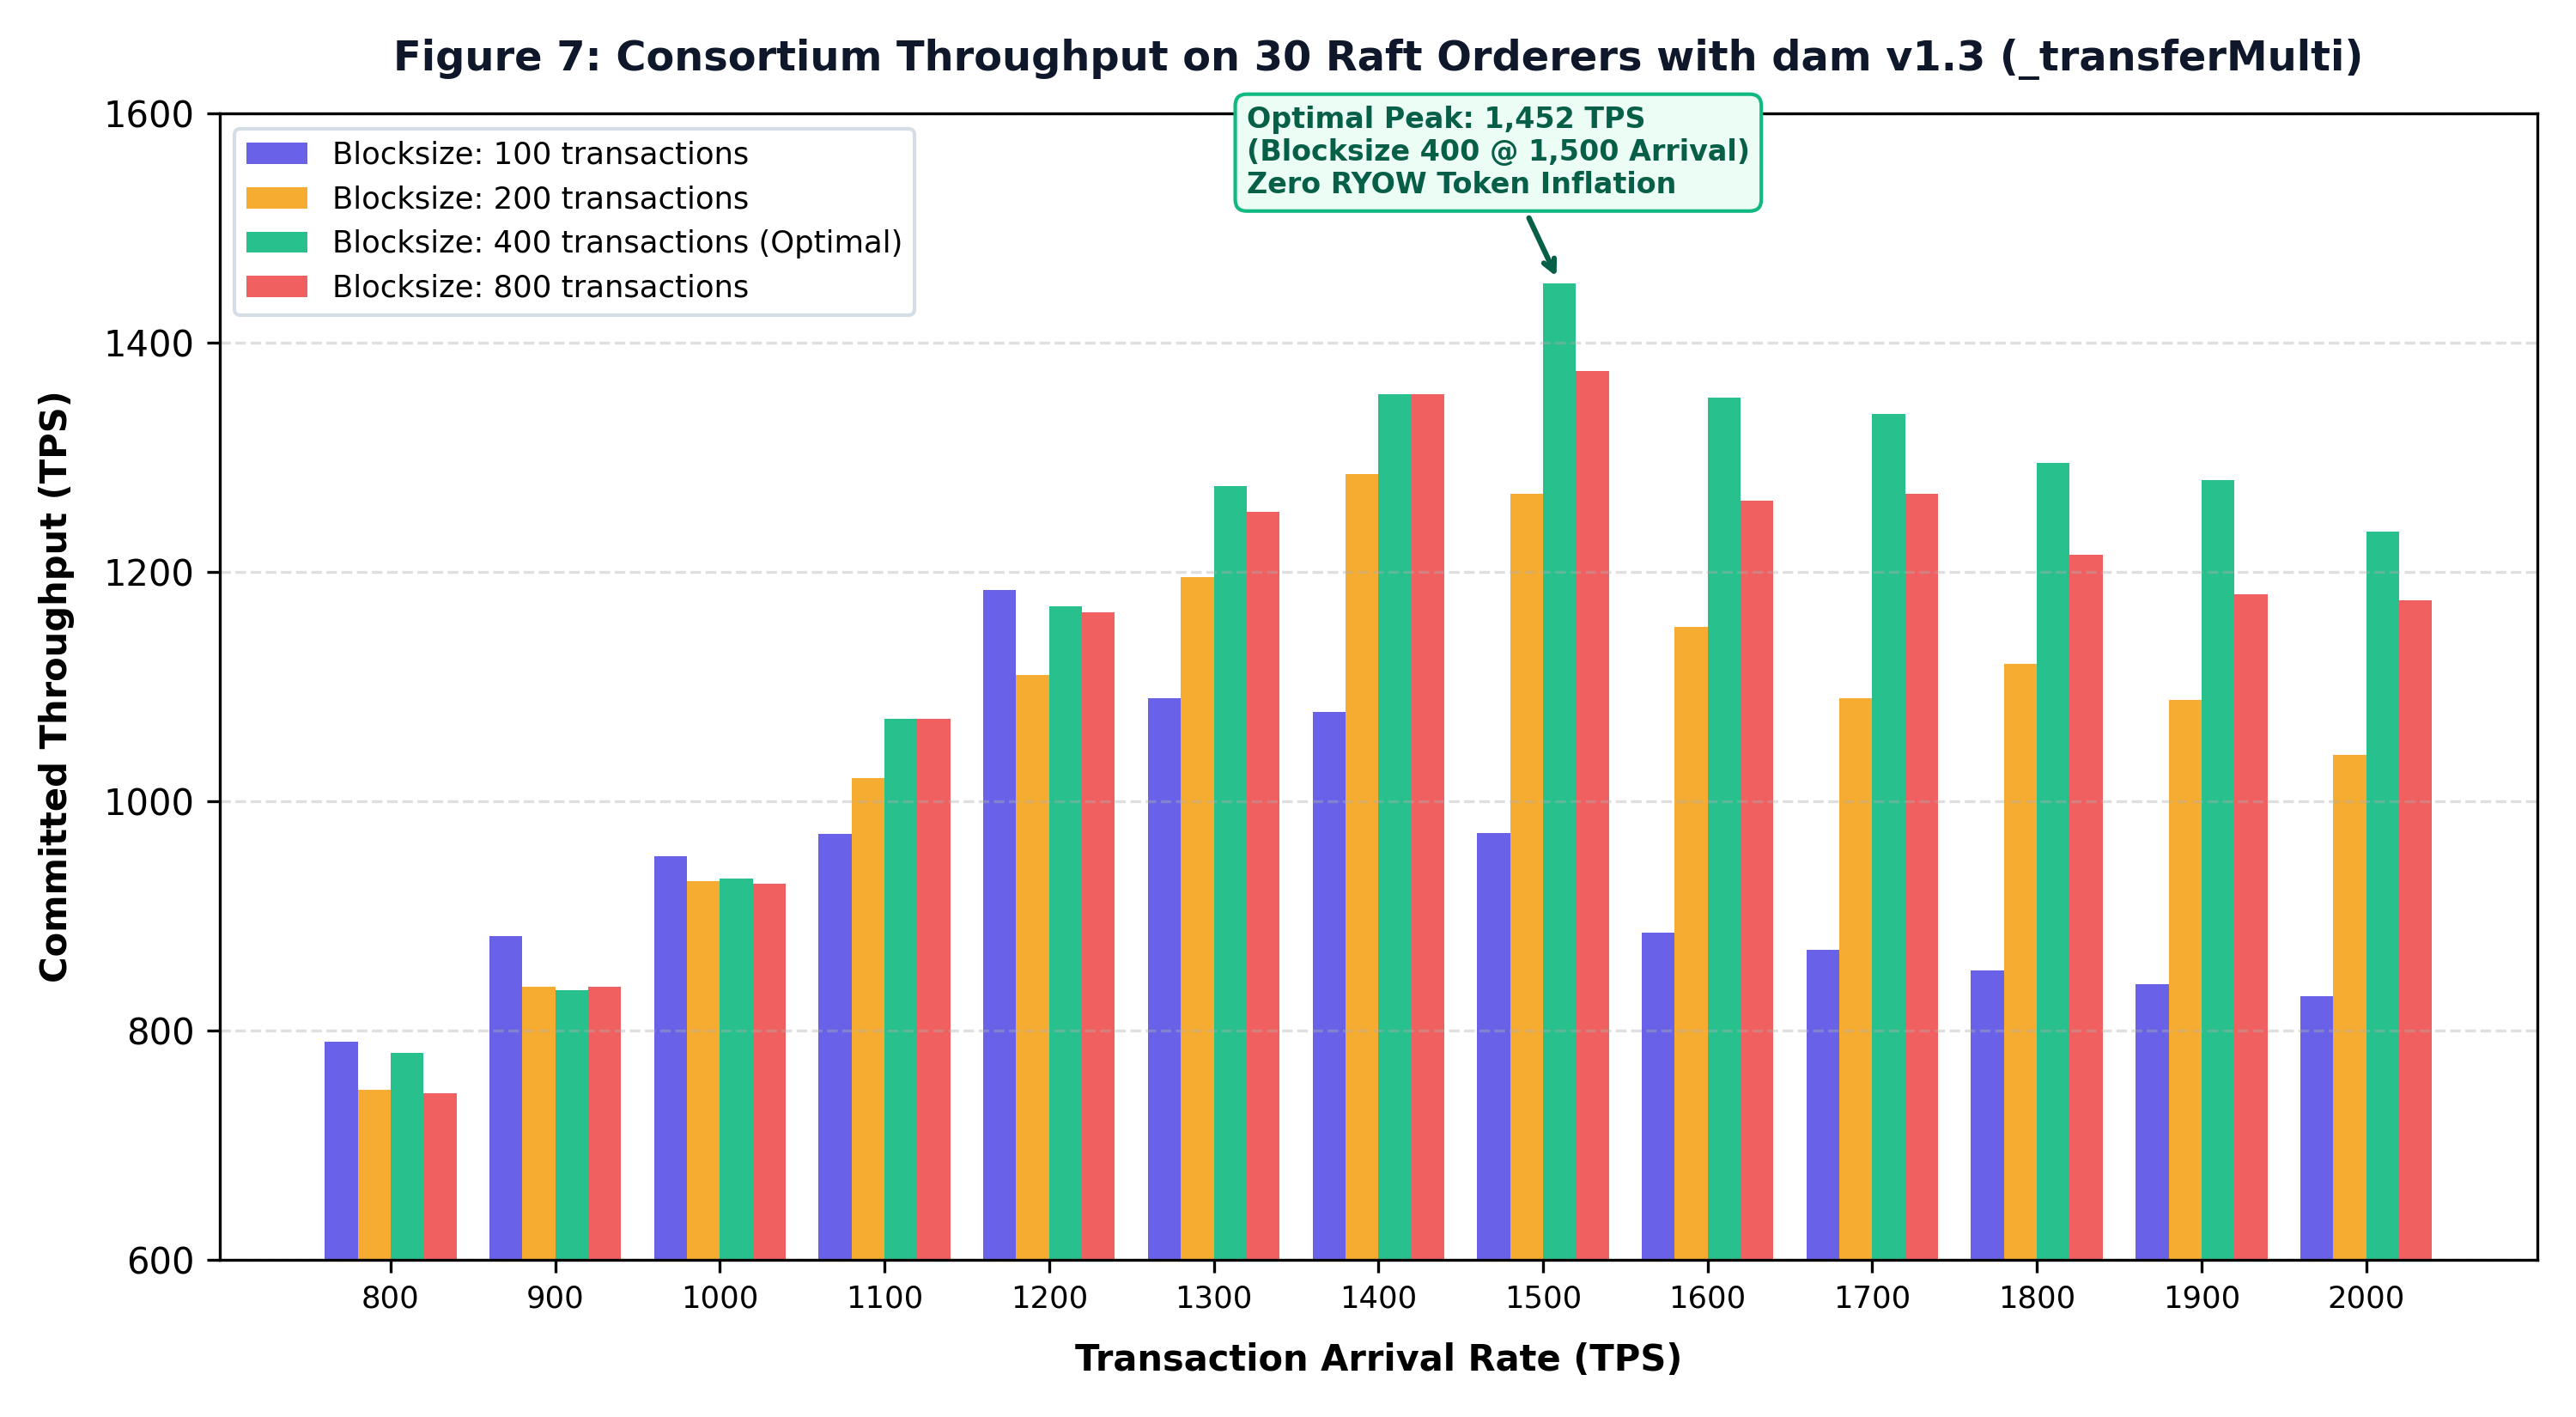 Figure 7: Consortium Throughput on 30 Raft Orderers with dam v1.3 (_transferMulti)
Optimal Peak: 1,452 TPS
(Blocksize 400 @ 1,500 Arrival)
Zero RYOW Token Inflation
Blocksize: 100 transactions
Blocksize: 200 transactions
Blocksize: 400 transactions (Optimal)
Blocksize: 800 transactions
Committed Throughput (TPS)
1600
1400
1200
1000
800
600
800 900 1000 1100 1200 1300 1400 1500 1600 1700 1800 1900 2000
Transaction Arrival Rate (TPS)